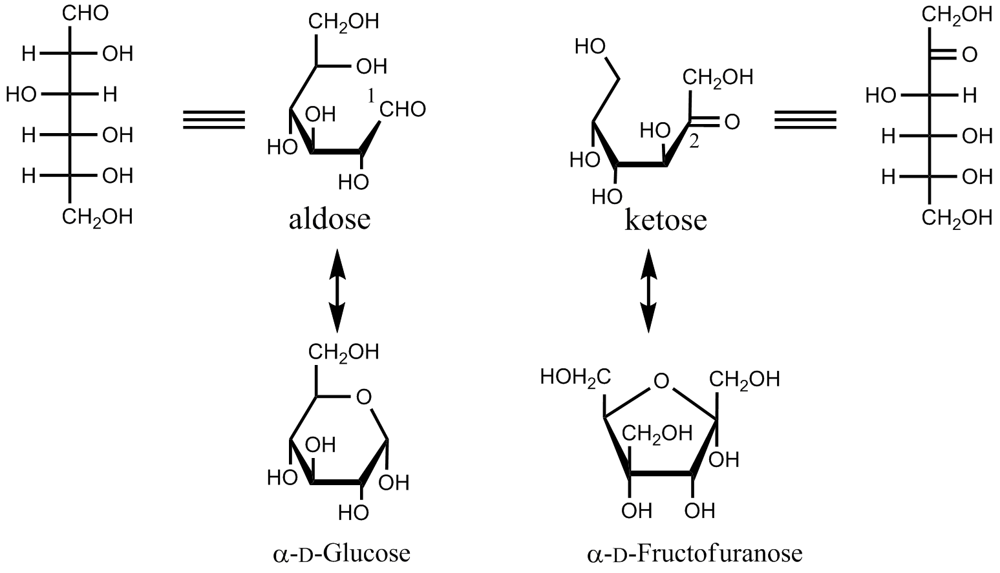 CHO
H OH
HO H
H OH
H OH
CH₂OH
CH₂OH
OH
1
CHO
OH
HO
HO
aldose
HO
CH₂OH
O
HO
2
HO
HO
ketose
CH₂OH
O
HO H
H OH
H OH
CH₂OH
CH₂OH
O
OH
HO
OH
HO
α-D-Glucose
HOH₂C
O
CH₂OH
CH₂OH
OH
OH
OH
α-D-Fructofuranose